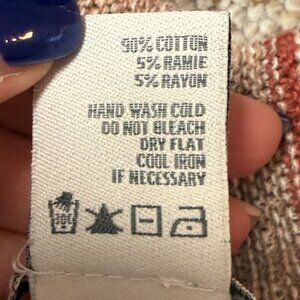 90% COTTON
5% RAMIE
5% RAYON
HAND WASH COLD
DO NOT BLEACH
DRY FLAT
COOL IRON
IF NECESSARY